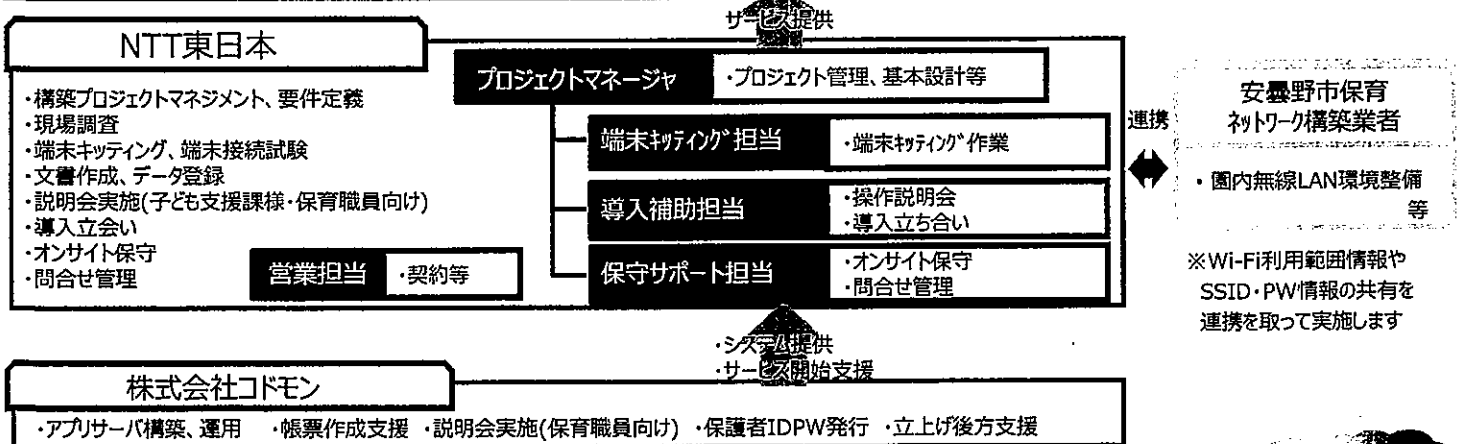 サービス提供
NTT東日本
・構築プロジェクトマネジメント、要件定義
・現場調査
・端末キッティング、端末接続試験
・文書作成、データ登録
・説明会実施(子ども支援課様・保育職員向け)
・導入立会い
・オンサイト保守
・問合せ管理
営業担当 ・契約等
プロジェクトマネージャ ・プロジェクト管理、基本設計等
端末キッティング担当 ・端末キッティング作業
導入補助担当 ・操作説明会
・導入立ち合い
保守サポート担当 ・オンサイト保守
・問合せ管理
連携
安曇野市保育
ネットワーク構築業者
・園内無線LAN環境整備
等
※Wi-Fi利用範囲情報や
SSID・PW情報の共有を
連携を取って実施します
・システム提供
・サービス開始支援
株式会社コドモン
・アプリサーバ構築、運用 ・帳票作成支援 ・説明会実施(保育職員向け) ・保護者IDPW発行 ・立上げ後方支援